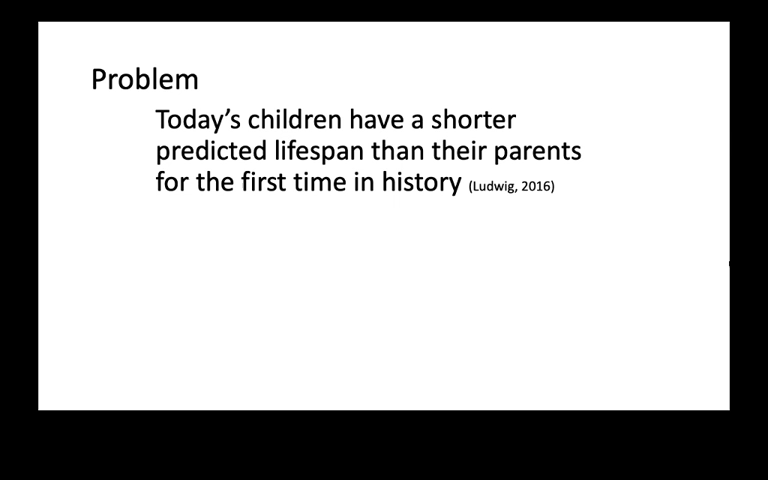 Problem
Today’s children have a shorter
predicted lifespan than their parents
for the first time in history (Ludwig, 2016)